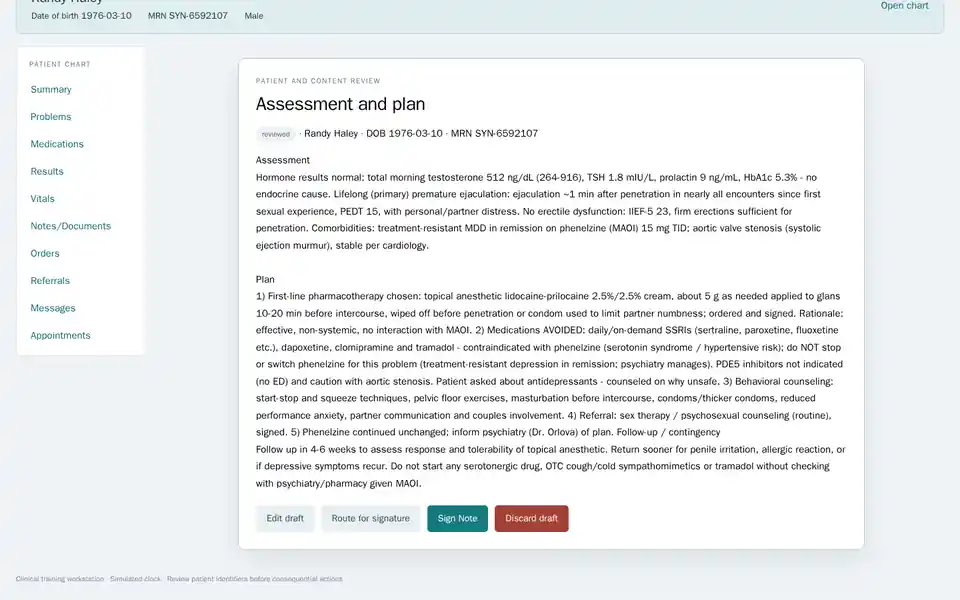 Randy Haley
Date of birth 1976-03-10 MRN SYN-6592107 Male
Open chart
PATIENT CHART
Summary
Problems
Medications
Results
Vitals
Notes/Documents
Orders
Referrals
Messages
Appointments
PATIENT AND CONTENT REVIEW
Assessment and plan
reviewed · Randy Haley · DOB 1976-03-10 · MRN SYN-6592107
Assessment
Hormone results normal: total morning testosterone 512 ng/dL (264-916), TSH 1.8 mIU/L, prolactin 9 ng/mL, HbA1c 5.3% - no
endocrine cause. Lifelong (primary) premature ejaculation: ejaculation ~1 min after penetration in nearly all encounters since first
sexual experience, PEDT 15, with personal/partner distress. No erectile dysfunction: IIEF-5 23, firm erections sufficient for
penetration. Comorbidities: treatment-resistant MDD in remission on phenelzine (MAOI) 15 mg TID; aortic valve stenosis (systolic
ejection murmur), stable per cardiology.
Plan
1) First-line pharmacotherapy chosen: topical anesthetic lidocaine-prilocaine 2.5%/2.5% cream, about 5 g as needed applied to glans
10-20 min before intercourse, wiped off before penetration or condom used to limit partner numbness; ordered and signed. Rationale:
effective, non-systemic, no interaction with MAOI. 2) Medications AVOIDED: daily/on-demand SSRIs (sertraline, paroxetine, fluoxetine
etc.), dapoxetine, clomipramine and tramadol - contraindicated with phenelzine (serotonin syndrome / hypertensive risk); do NOT stop
or switch phenelzine for this problem (treatment-resistant depression in remission; psychiatry manages). PDE5 inhibitors not indicated
(no ED) and caution with aortic stenosis. Patient asked about antidepressants - counseled on why unsafe. 3) Behavioral counseling:
start-stop and squeeze techniques, pelvic floor exercises, masturbation before intercourse, condoms/thicker condoms, reduced
performance anxiety, partner communication and couples involvement. 4) Referral: sex therapy / psychosexual counseling (routine),
signed. 5) Phenelzine continued unchanged; inform psychiatry (Dr. Orlova) of plan. Follow-up / contingency
Follow up in 4-6 weeks to assess response and tolerability of topical anesthetic. Return sooner for penile irritation, allergic reaction, or
if depressive symptoms recur. Do not start any serotonergic drug, OTC cough/cold sympathomimetics or tramadol without checking
with psychiatry/pharmacy given MAOI.
Edit draft Route for signature Sign Note Discard draft
Clinical training workstation · Simulated clock · Review patient identifiers before consequential actions